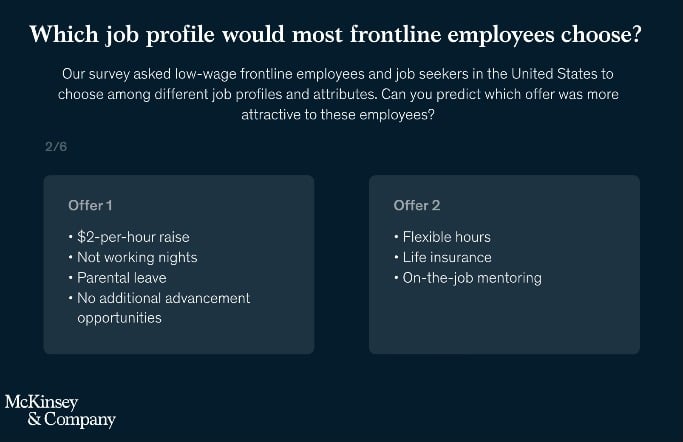 Which job profile would most frontline employees choose?
Our survey asked low-wage frontline employees and job seekers in the United States to
choose among different job profiles and attributes. Can you predict which offer was more
attractive to these employees?
2/6
Offer 1
• $2-per-hour raise
• Not working nights
• Parental leave
• No additional advancement
opportunities
Offer 2
• Flexible hours
• Life insurance
• On-the-job mentoring
McKinsey
& Company